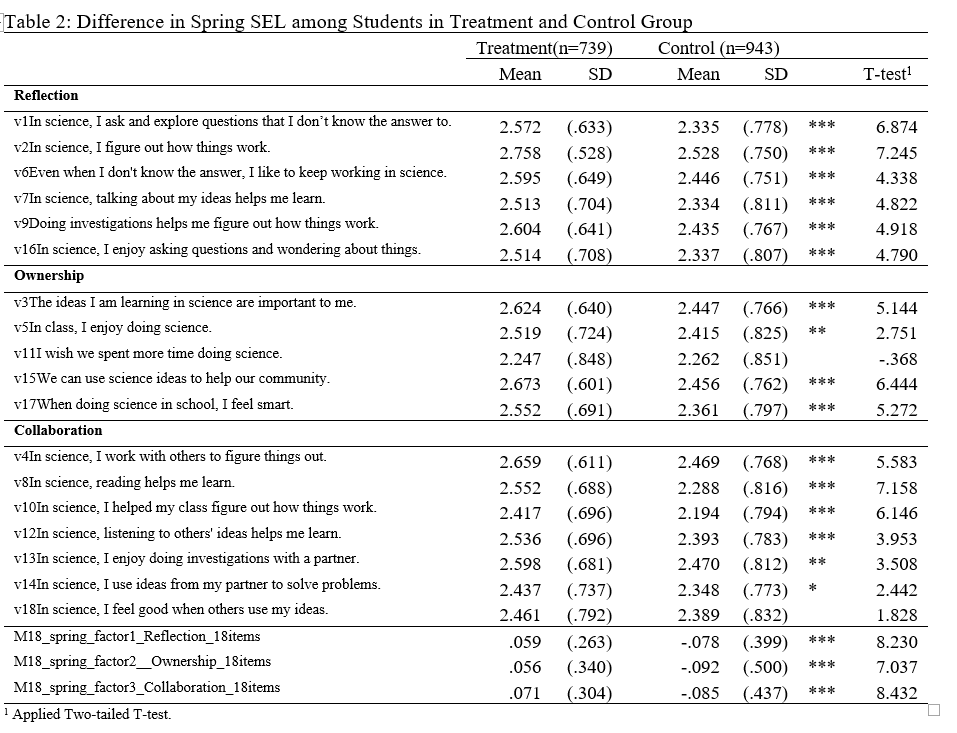 Table 2: Difference in Spring SEL among Students in Treatment and Control Group
Treatment(n=739) Control (n=943)
Mean SD Mean SD T-test¹
Reflection
v1In science, I ask and explore questions that I don’t know the answer to. 2.572 (.633) 2.335 (.778) *** 6.874
v2In science, I figure out how things work. 2.758 (.528) 2.528 (.750) *** 7.245
v6Even when I don't know the answer, I like to keep working in science. 2.595 (.649) 2.446 (.751) *** 4.338
v7In science, talking about my ideas helps me learn. 2.513 (.704) 2.334 (.811) *** 4.822
v9Doing investigations helps me figure out how things work. 2.604 (.641) 2.435 (.767) *** 4.918
v16In science, I enjoy asking questions and wondering about things. 2.514 (.708) 2.337 (.807) *** 4.790
Ownership
v3The ideas I am learning in science are important to me. 2.624 (.640) 2.447 (.766) *** 5.144
v5In class, I enjoy doing science. 2.519 (.724) 2.415 (.825) ** 2.751
v11I wish we spent more time doing science. 2.247 (.848) 2.262 (.851) -.368
v15We can use science ideas to help our community. 2.673 (.601) 2.456 (.762) *** 6.444
v17When doing science in school, I feel smart. 2.552 (.691) 2.361 (.797) *** 5.272
Collaboration
v4In science, I work with others to figure things out. 2.659 (.611) 2.469 (.768) *** 5.583
v8In science, reading helps me learn. 2.552 (.688) 2.288 (.816) *** 7.158
v10In science, I helped my class figure out how things work. 2.417 (.696) 2.194 (.794) *** 6.146
v12In science, listening to others' ideas helps me learn. 2.536 (.696) 2.393 (.783) *** 3.953
v13In science, I enjoy doing investigations with a partner. 2.598 (.681) 2.470 (.812) ** 3.508
v14In science, I use ideas from my partner to solve problems. 2.437 (.737) 2.348 (.773) * 2.442
v18In science, I feel good when others use my ideas. 2.461 (.792) 2.389 (.832) 1.828
M18_spring_factor1_Reflection_18items .059 (.263) -.078 (.399) *** 8.230
M18_spring_factor2__Ownership_18items .056 (.340) -.092 (.500) *** 7.037
M18_spring_factor3_Collaboration_18items .071 (.304) -.085 (.437) *** 8.432
¹ Applied Two-tailed T-test.